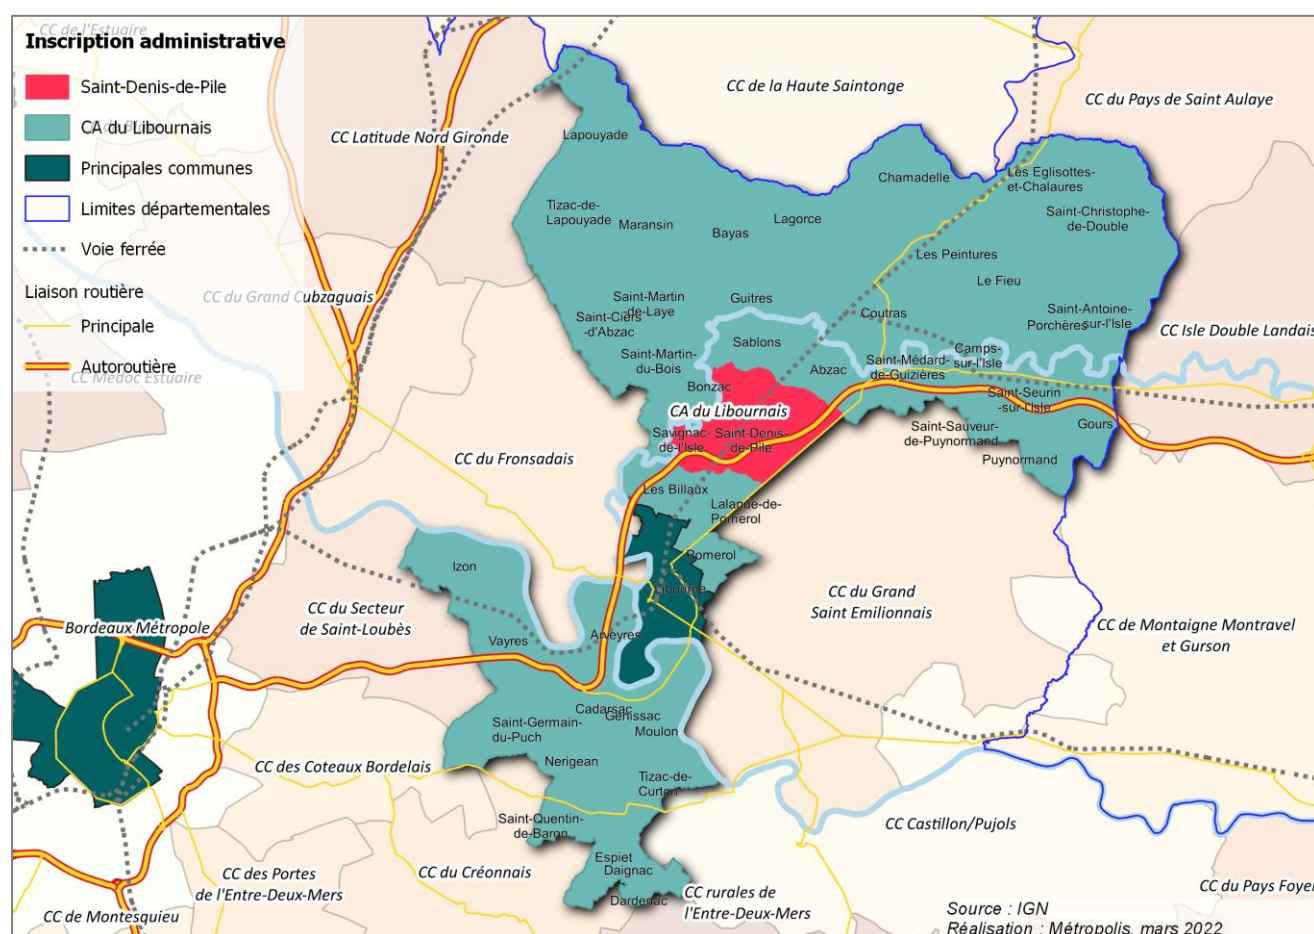 CC de l'Estuaire
Inscription administrative
Saint-Denis-de-Pile
CA du Libournais
Principales communes
Limites départementales
Voie ferrée
Liaison routière
Principale
Autoroutière
CC de la Haute Saintonge
CC du Pays de Saint Aulaye
CC Latitude Nord Gironde
Lapouyade
Chamadelle
Les Eglisottes-
et-Chalaures
Tizac-de-
Lapouyade
Maransin
Lagorce
Bayas
Saint-Christophe-
de-Double
Les Peintures
Le Fieu
CC du Grand Cubzaguais
Saint-Martin
de-Laye
Guitres
Saint-Ciers
-d'Abzac
Coutras
Saint-Antoine-
sur-l'Isle
Porchères
CC Isle Double Landais
Sablons
Saint-Martin-
du-Bois
Camps-
sur-l'Isle
Saint-Médard-
de-Guizières
Abzac
CC Médoc Estuaire
Bonzac
Saint-Seurin
-sur-l'Isle
CA du Libournais
Gours
Saint-Sauveur-
de-Puynormand
Savignac-
de-l'Isle
Saint-Denis-
de-Pile
Puynormand
CC du Fronsadais
Les Billaux
Lalande-de-
Pomerol
Pomerol
Izon
Libourne
CC du Grand
Saint Emilionnais
CC du Secteur
de Saint-Loubès
Bordeaux Métropole
Vayres
Arveyres
CC de Montaigne Montravel
et Gurson
Cadarsac
Génissac
Saint-Germain-
du-Puch
Moulon
Nerigean
CC des Coteaux Bordelais
Tizac-de-
Curton
Saint-Quentin-
de-Baron
CC Castillon/Pujols
Espiet
Daignac
Dardenac
CC des Portes
de l'Entre-Deux-Mers
CC du Créonnais
CC rurales de
l'Entre-Deux-Mers
CC du Pays Foyen
CC de Montesquieu
Source : IGN
Réalisation : Métropolis, mars 2022